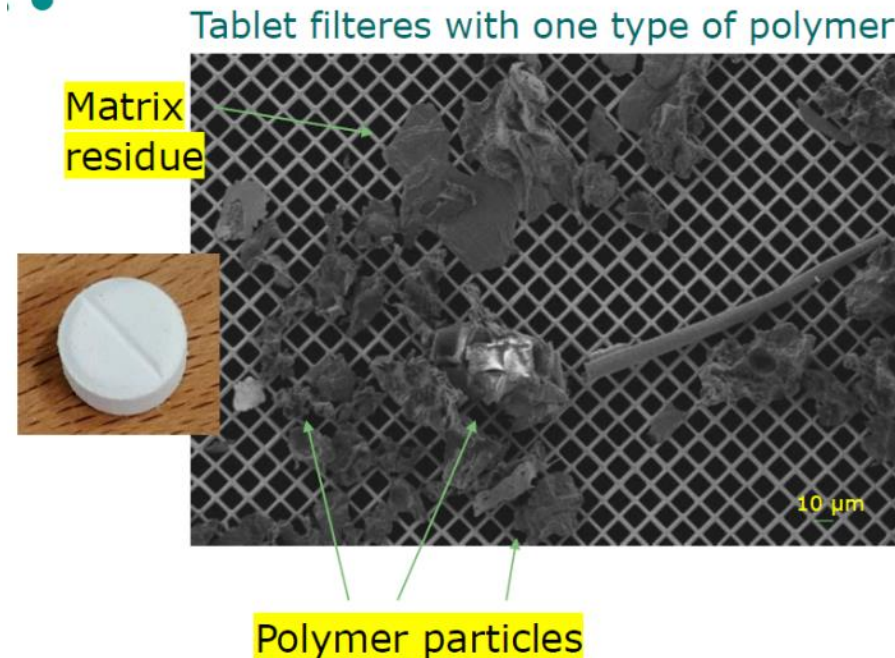 Tablet filteres with one type of polymer
Matrix
residue
10 µm
Polymer particles